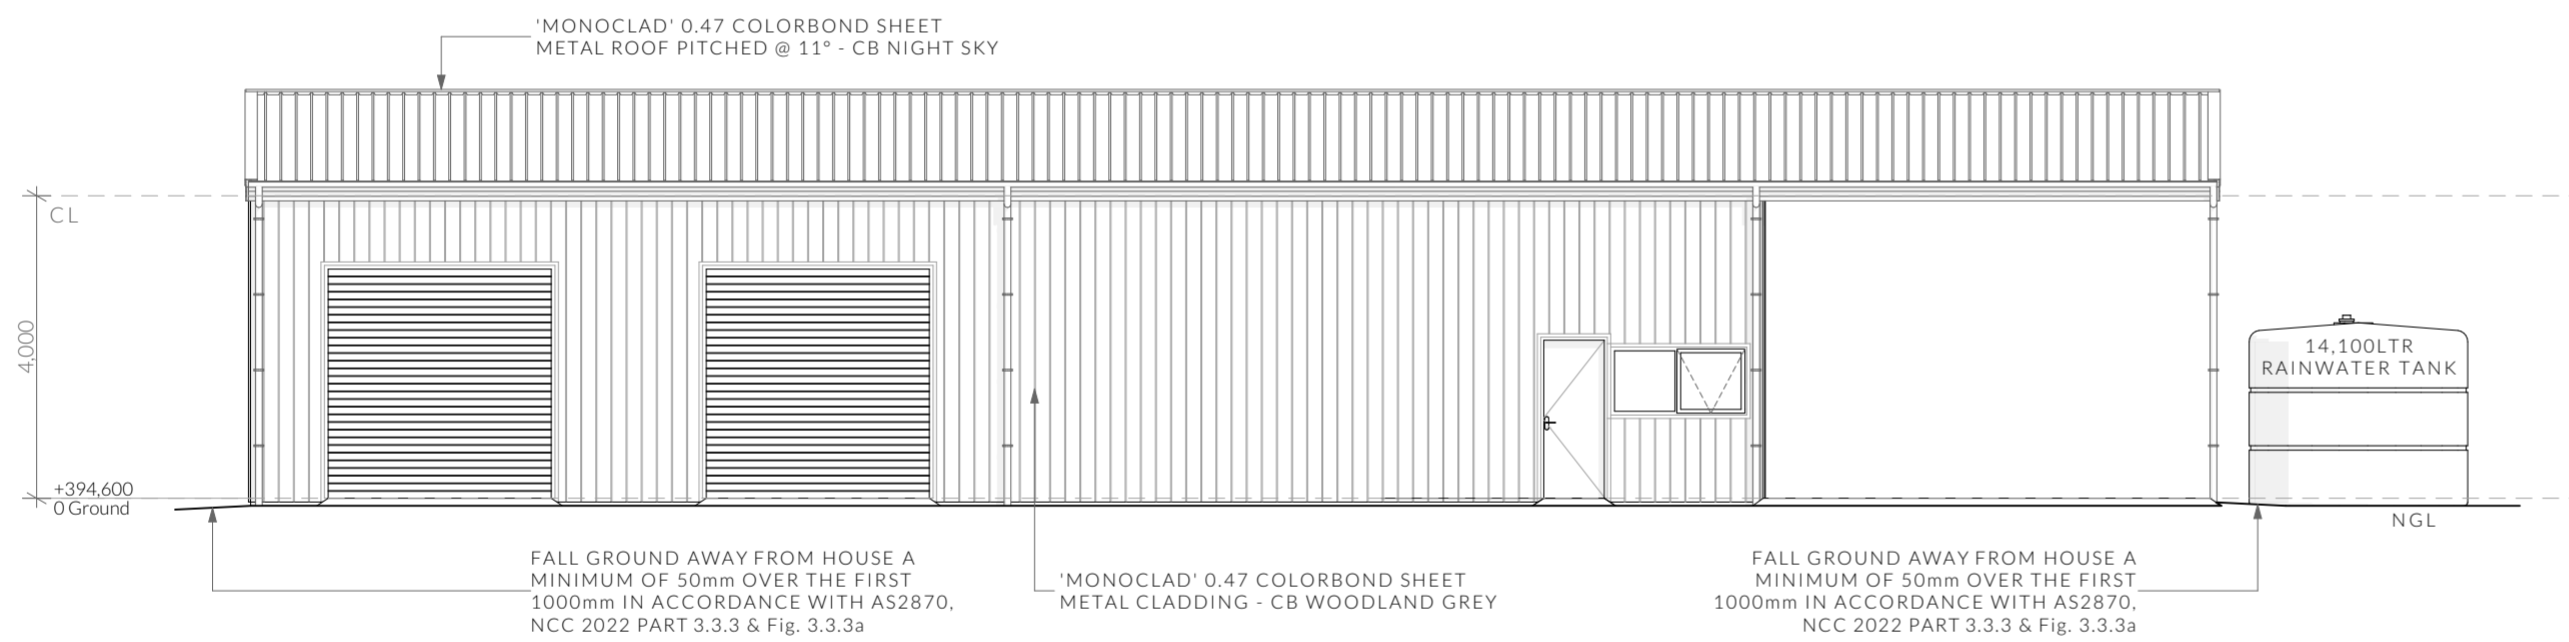 'MONOCLAD' 0.47 COLORBOND SHEET
METAL ROOF PITCHED @ 11° - CB NIGHT SKY
CL
4,000
14,100LTR
RAINWATER TANK
+394,600
0 Ground
NGL
FALL GROUND AWAY FROM HOUSE A
MINIMUM OF 50mm OVER THE FIRST
1000mm IN ACCORDANCE WITH AS2870,
NCC 2022 PART 3.3.3 & Fig. 3.3.3a
'MONOCLAD' 0.47 COLORBOND SHEET
METAL CLADDING - CB WOODLAND GREY
FALL GROUND AWAY FROM HOUSE A
MINIMUM OF 50mm OVER THE FIRST
1000mm IN ACCORDANCE WITH AS2870,
NCC 2022 PART 3.3.3 & Fig. 3.3.3a